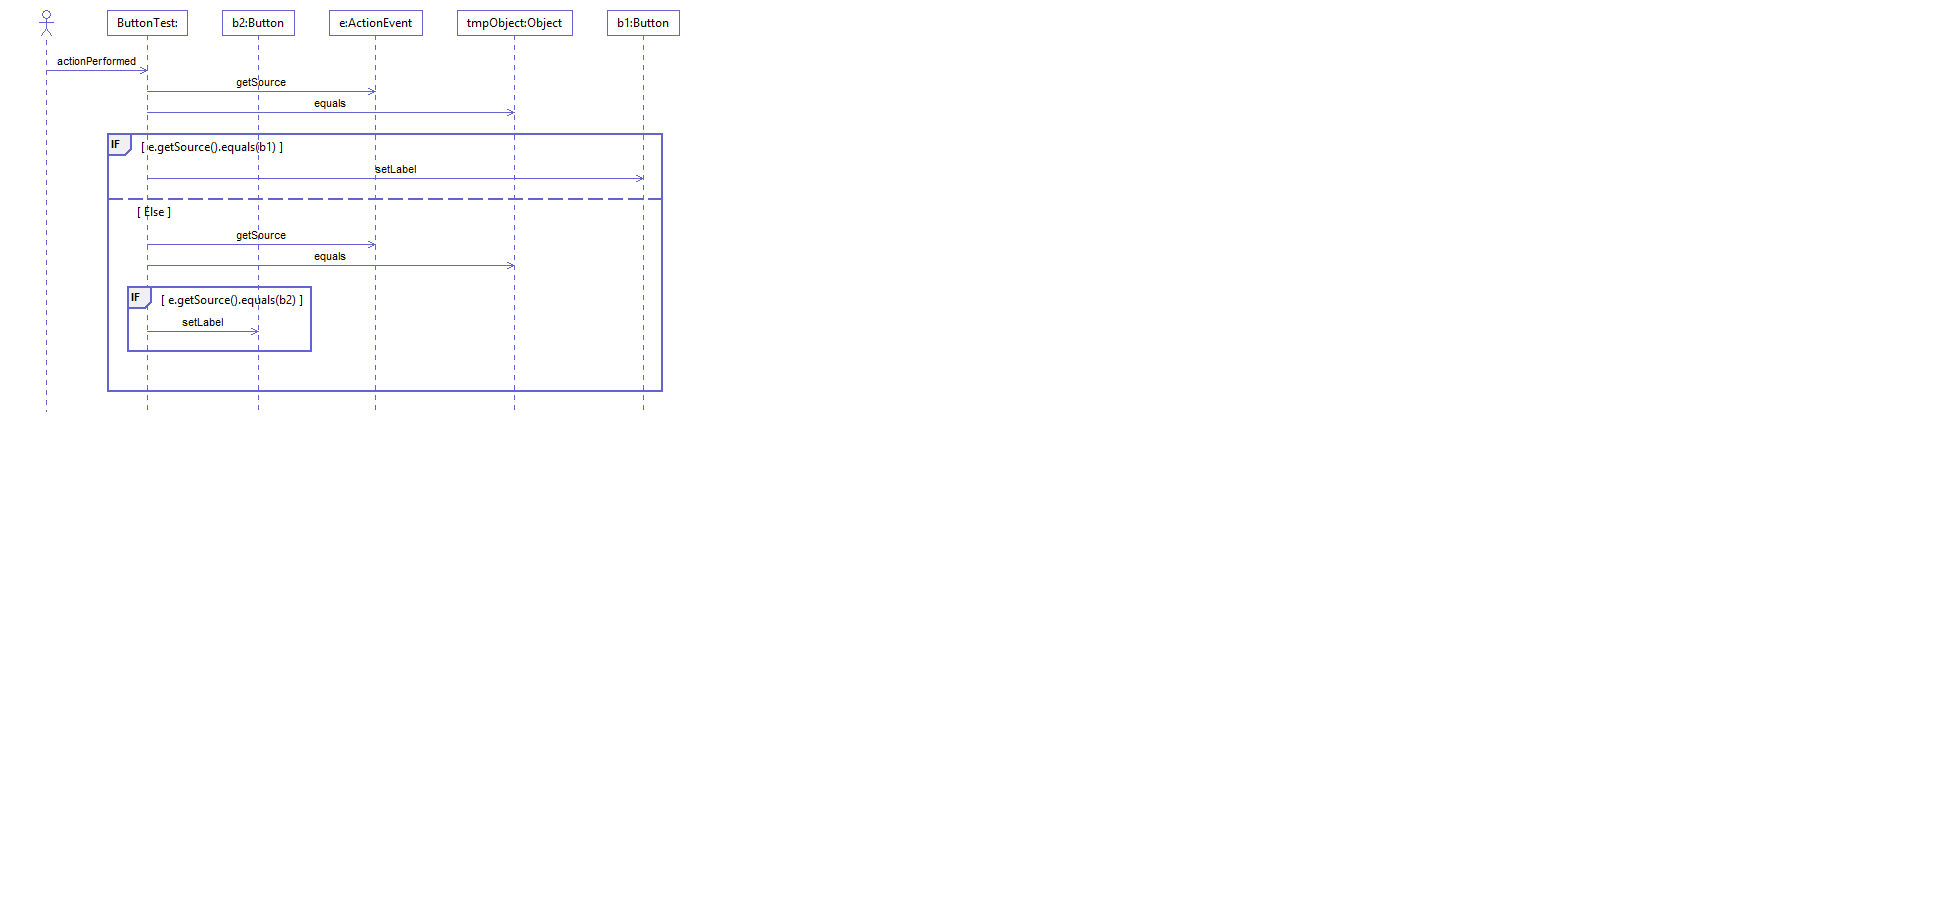 ButtonTest:
b2:Button
e:ActionEvent
tmpObject:Object
b1:Button
actionPerformed
getSource
equals
IF
[ e.getSource().equals(b1) ]
setLabel
[ Else ]
getSource
equals
IF
[ e.getSource().equals(b2) ]
setLabel